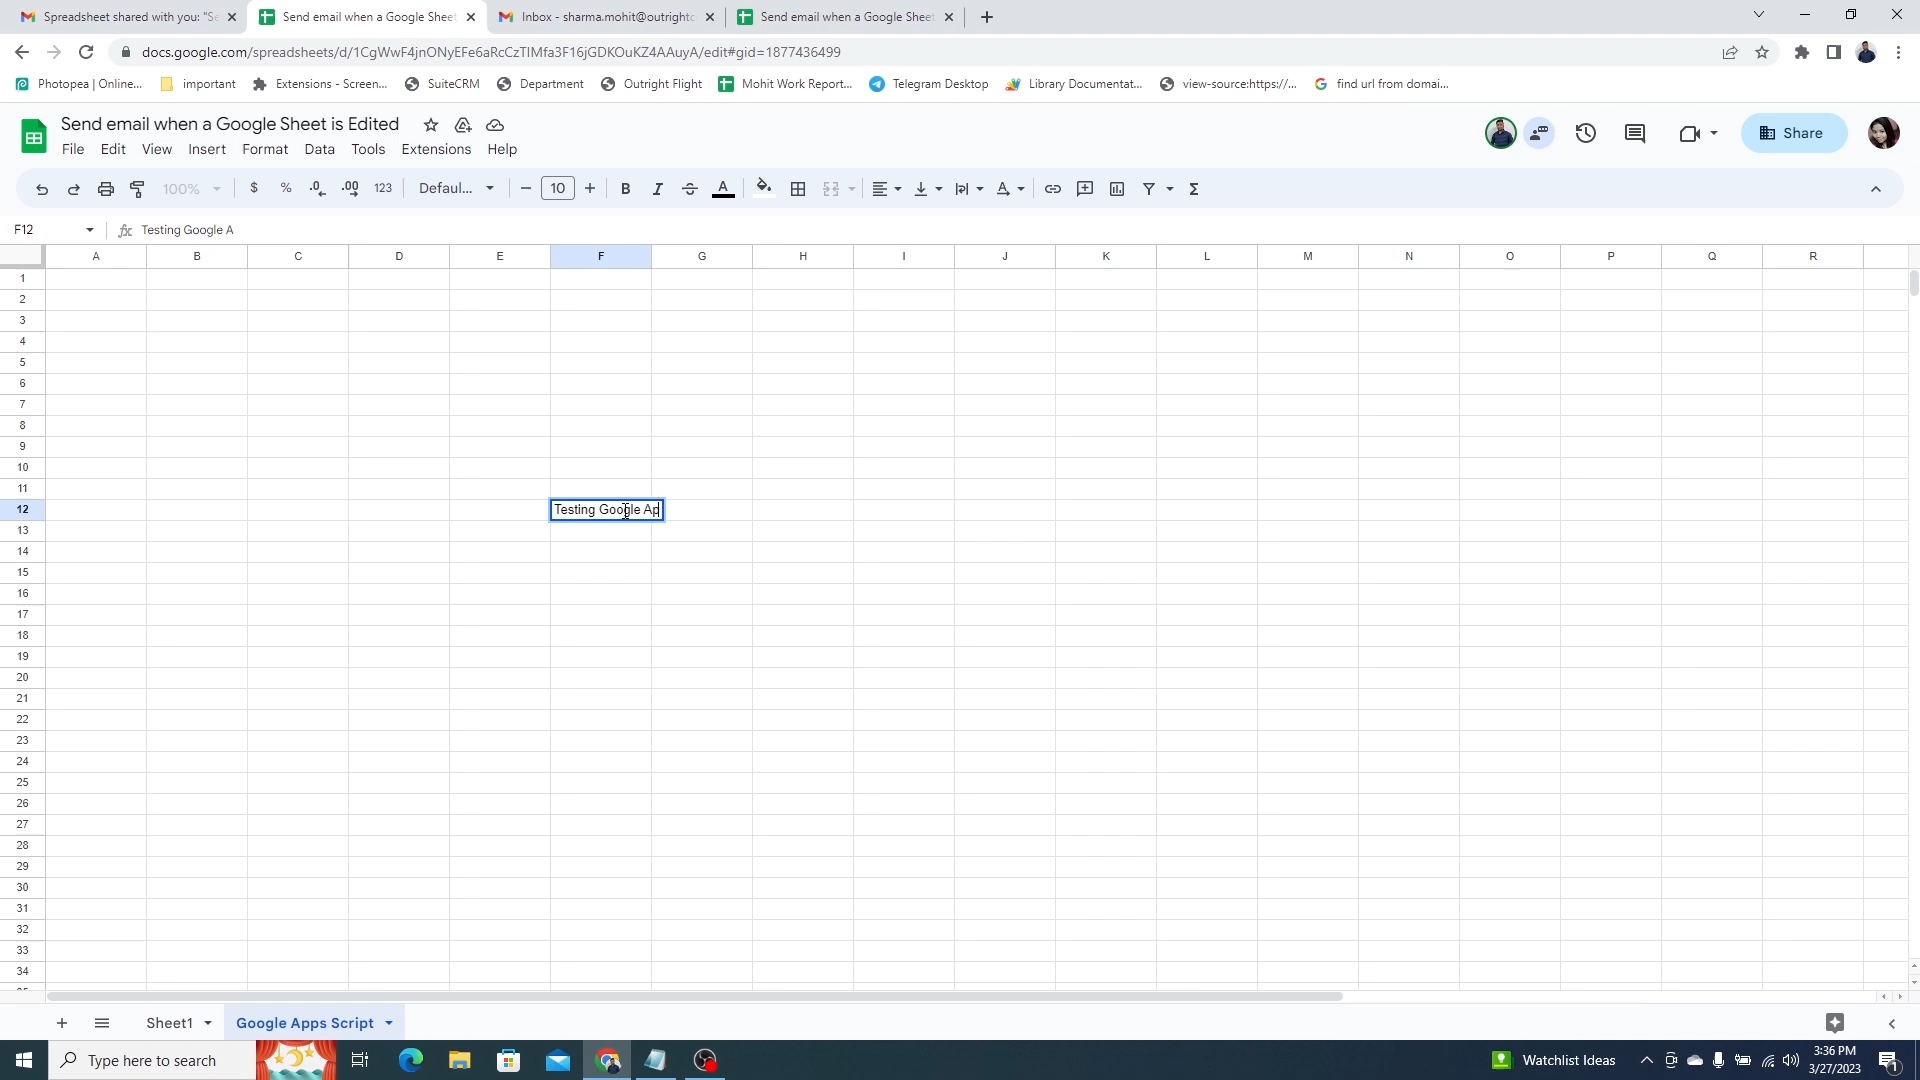 Spreadsheet shared with you: "Se
Send email when a Google Sheet
Inbox - sharma.mohit@outrightc
Send email when a Google Sheet
docs.google.com/spreadsheets/d/1CgWwF4jnONyEFe6aRcCzTIMfa3F16jGDKOuKZ4AAuyA/edit#gid=1877436499
Photopea | Online... important Extensions - Screen... SuiteCRM Department Outright Flight Mohit Work Report... Telegram Desktop Library Documentat... view-source:https://... find url from domai...
Send email when a Google Sheet is Edited
File Edit View Insert Format Data Tools Extensions Help
Share
100% $ % .0 .00 123 Defaul... 10 B I A
F12 fx Testing Google A
A B C D E F G H I J K L M N O P Q R
1
2
3
4
5
6
7
8
9
10
11
12 Testing Google Ap
13
14
15
16
17
18
19
20
21
22
23
24
25
26
27
28
29
30
31
32
33
34
Sheet1 Google Apps Script
Type here to search
Watchlist Ideas
3:36 PM
3/27/2023
1